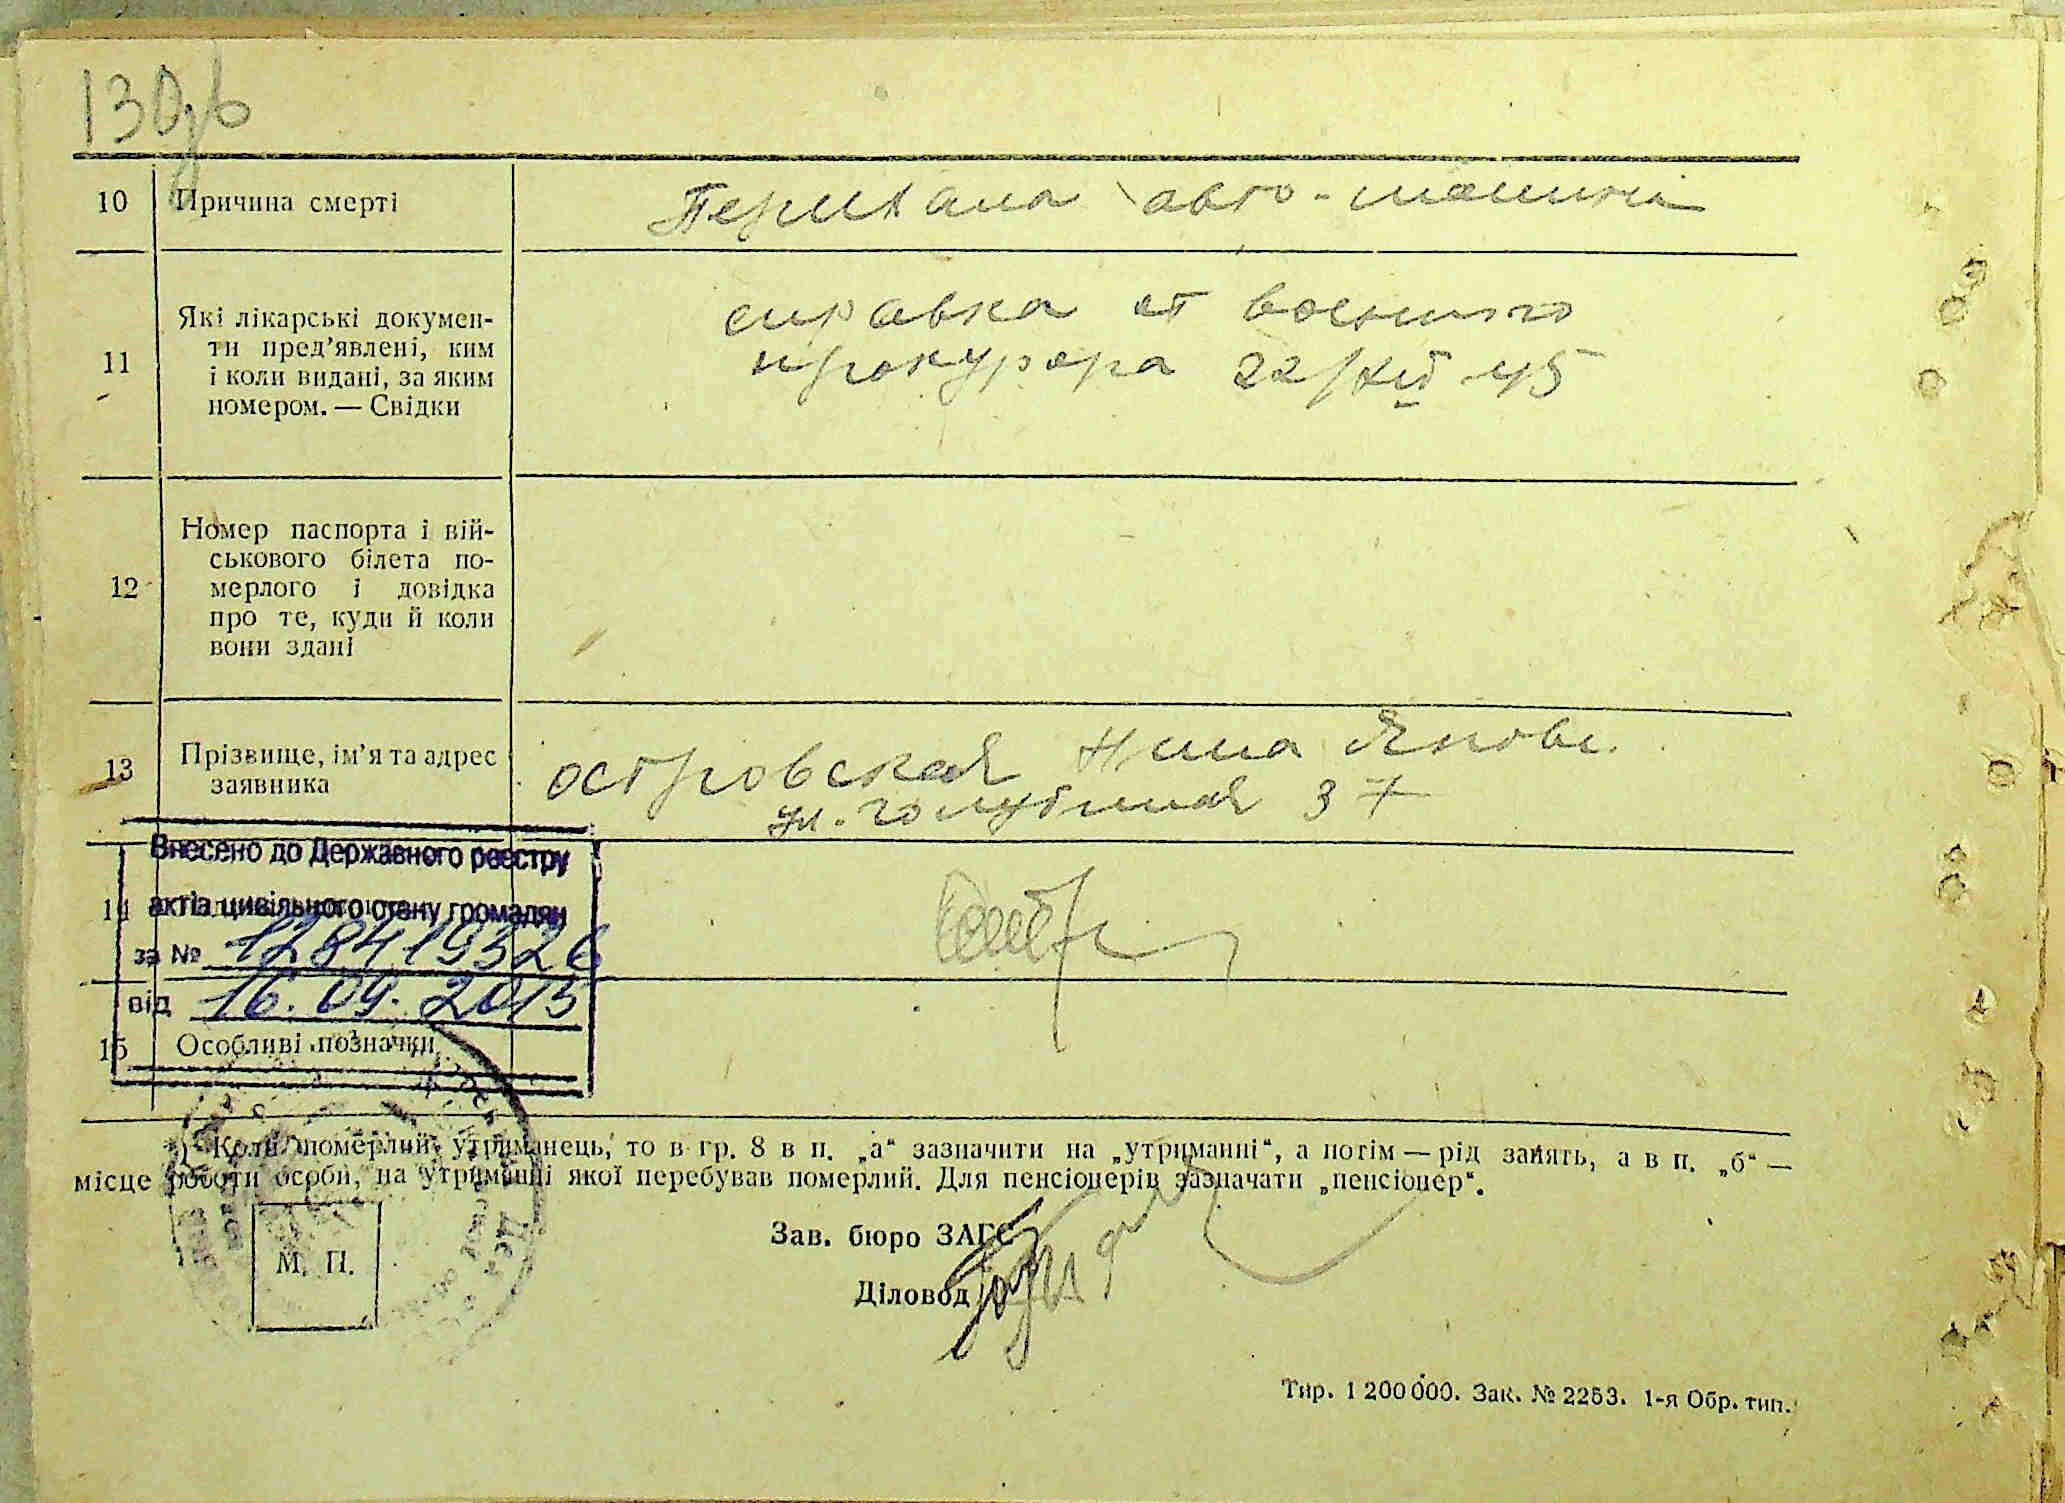 130
10 Причина смерті
авто-машина
11 Які лікарські докумен-
ти пред’явлені, ким
і коли видані, за яким
номером. — Свідки
справка от военного
прокурора 22/XII 45
12 Номер паспорта і вій-
ськового білета по-
мерлого і довідка
про те, куди й коли
вони здані
13 Прізвище, ім’я та адрес
заявника
островская Нина Яковл.
ул. голубиная 37
Внесено до Державного реєстру
актів цивільного стану громадян
14
за № 128419326
від 16.09.2015
15 Особливі позначки
*) Коли померлий утриманець, то в гр. 8 в п. „а“ зазначити на „утриманні“, а потім — рід занять, а в п. „б“ —
місце роботи особи, на утриманні якої перебував померлий. Для пенсіонерів зазначати „пенсіонер“.
Зав. бюро ЗАГС
М. П.
Діловод
Тир. 1 200 000. Зак. № 2253. 1-я Обр. тип.